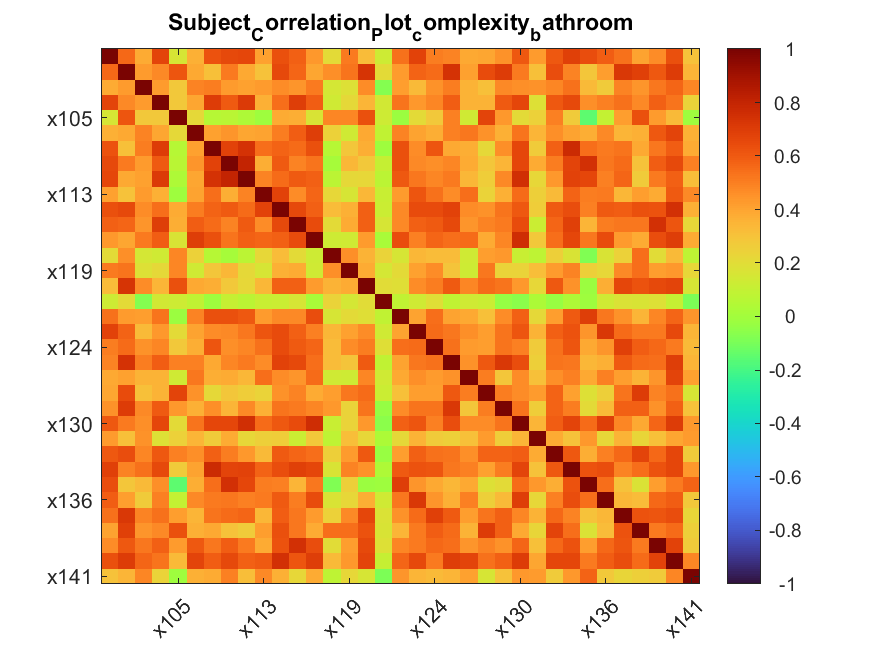 Subject_Correlation_Plot_complexity_bathroom
1
0.8
0.6
0.4
0.2
0
-0.2
-0.4
-0.6
-0.8
-1
x105
x113
x119
x124
x130
x136
x141
x105
x113
x119
x124
x130
x136
x141